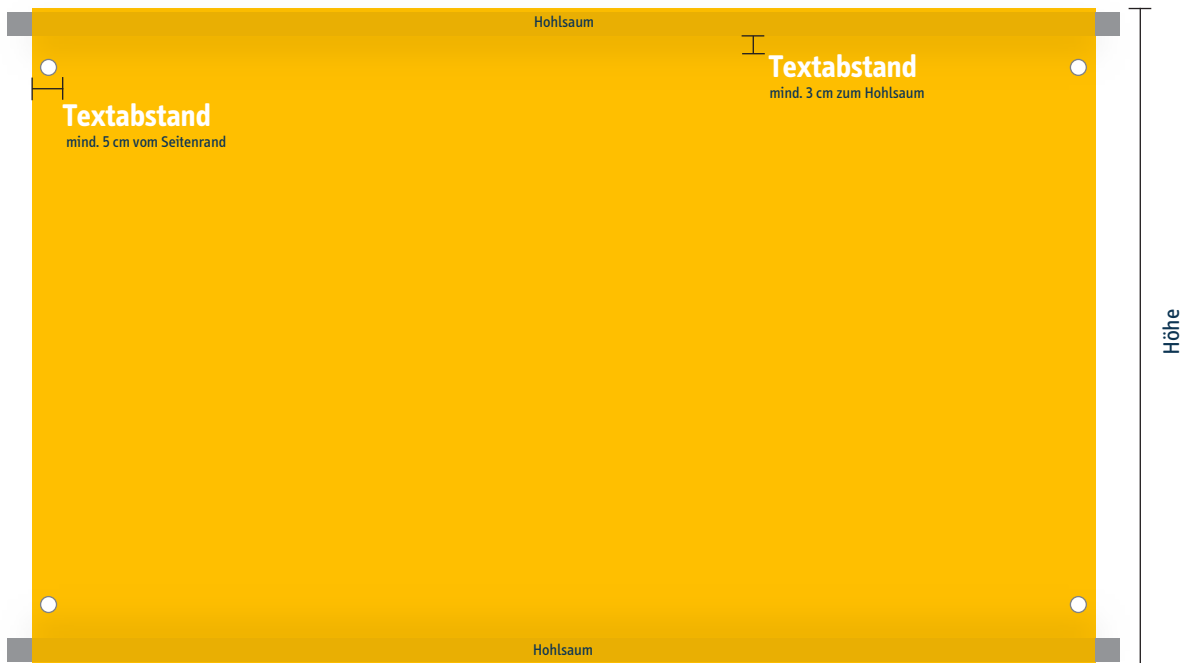 Hohlsaum
Textabstand
mind. 3 cm zum Hohlsaum
Textabstand
mind. 5 cm vom Seitenrand
Höhe
Hohlsaum